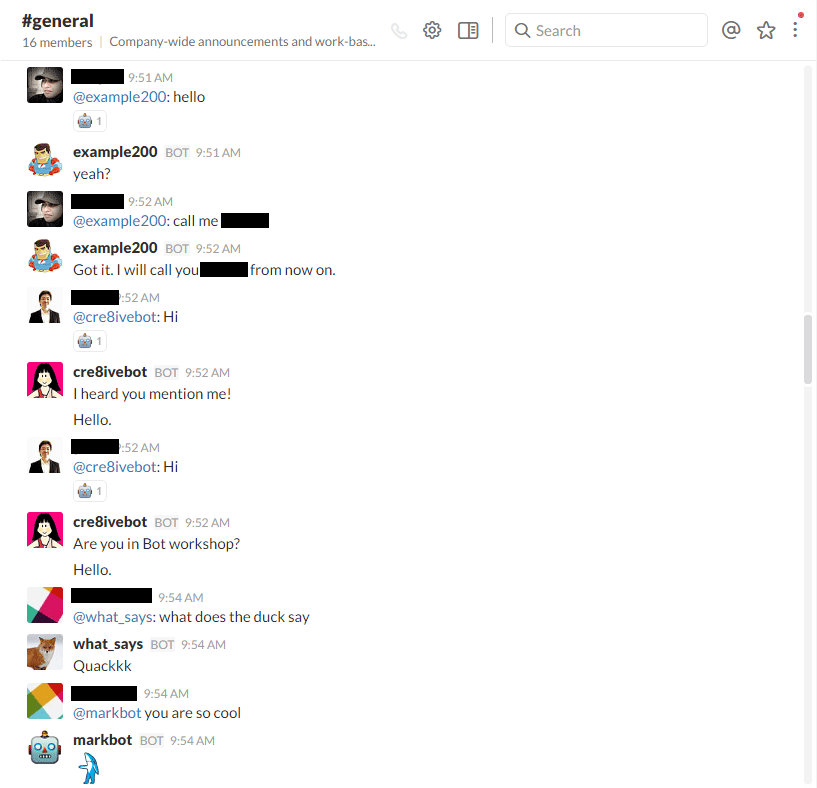 #general
16 members | Company-wide announcements and work-bas...
Search
9:51 AM
@example200: hello
1
example200 BOT 9:51 AM
yeah?
9:52 AM
@example200: call me
example200 BOT 9:52 AM
Got it. I will call you from now on.
:52 AM
@cre8ivebot: Hi
1
cre8ivebot BOT 9:52 AM
I heard you mention me!
Hello.
:52 AM
@cre8ivebot: Hi
1
cre8ivebot BOT 9:52 AM
Are you in Bot workshop?
Hello.
9:54 AM
@what_says: what does the duck say
what_says BOT 9:54 AM
Quackkk
9:54 AM
@markbot you are so cool
markbot BOT 9:54 AM